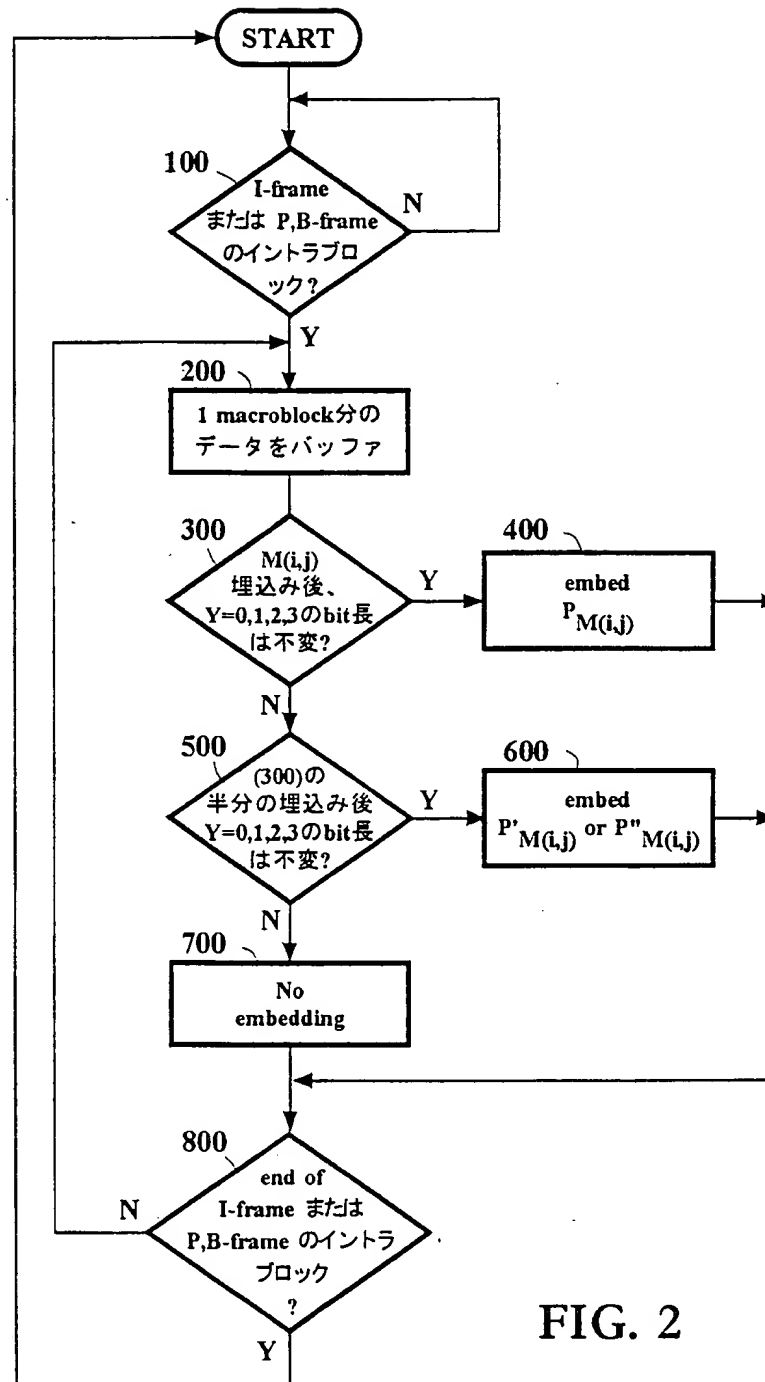 START
100
I-frame
または P,B-frame
のイントラブロ
ック?
N
Y
200
1 macroblock分の
データをバッファ
300
M(i,j)
埋込み後、
Y=0,1,2,3のbit長
は不変?
Y
400
embed
P M(i,j)
N
500
(300)の
半分の埋込み後
Y=0,1,2,3のbit長
は不変?
Y
600
embed
P' M(i,j) or P" M(i,j)
N
700
No
embedding
800
end of
I-frame または
P,B-frame のイントラ
ブロック
?
N
Y
FIG. 2